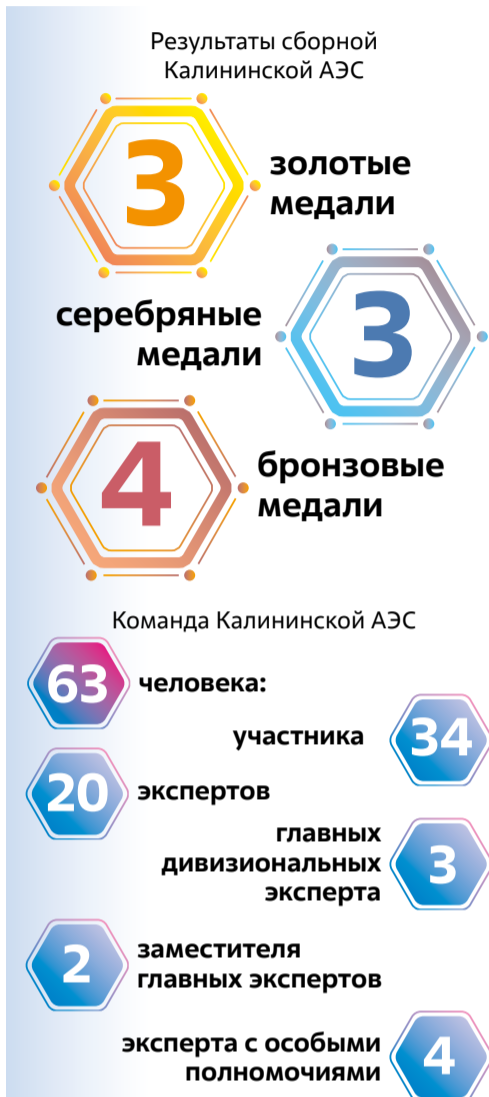 Результаты сборной
Калининской АЭС
3
золотые
медали
серебряные
медали
3
4
бронзовые
медали
Команда Калининской АЭС
63
человека:
участника
34
20
экспертов
главных
дивизиональных
эксперта
3
2
заместителя
главных экспертов
эксперта с особыми
полномочиями
4